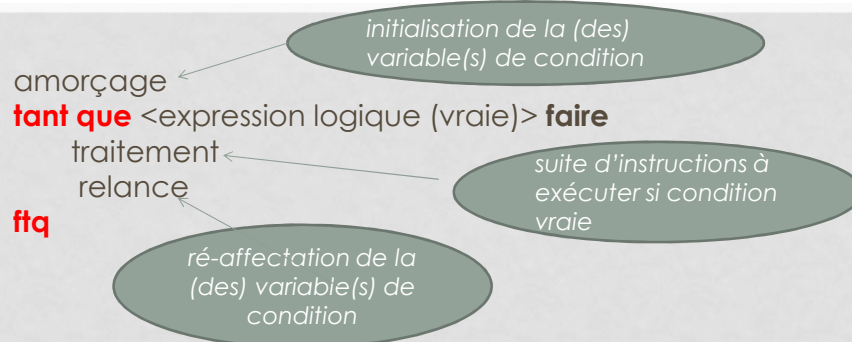 initialisation de la (des)
variable(s) de condition
amorçage
tant que <expression logique (vraie)> faire
traitement
relance
suite d'instructions à
exécuter si condition
vraie
ftq
ré-affectation de la
(des) variable(s) de
condition